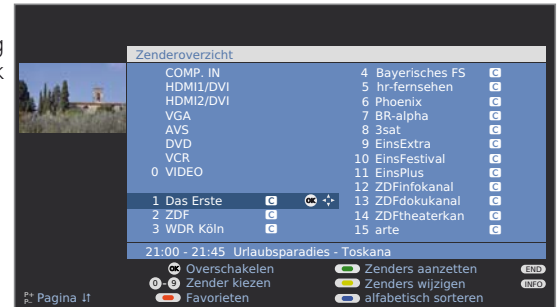 g
k
Zenderoverzicht
COMP. IN
HDMI1/DVI
HDMI2/DVI
VGA
AVS
DVD
VCR
0 VIDEO
1 Das Erste C OK
2 ZDF C
3 WDR Köln C
4 Bayerisches FS C
5 hr-fernsehen C
6 Phoenix C
7 BR-alpha C
8 3sat C
9 EinsExtra C
10 EinsFestival C
11 EinsPlus C
12 ZDFinfokanal C
13 ZDFdokukanal C
14 ZDFtheaterkan C
15 arte C
21:00 - 21:45 Urlaubsparadies - Toskana
OK Overschakelen
0-9 Zender kiezen
P+ P– Pagina ↓↑ Favorieten
Zenders aanzetten END
Zenders wijzigen INFO
alfabetisch sorteren